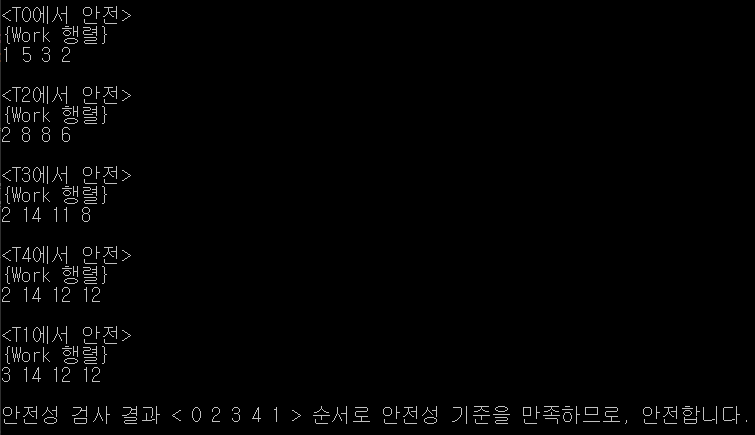 <T0에서 안전>
{Work 행렬}
1 5 3 2
<T2에서 안전>
{Work 행렬}
2 8 8 6
<T3에서 안전>
{Work 행렬}
2 14 11 8
<T4에서 안전>
{Work 행렬}
2 14 12 12
<T1에서 안전>
{Work 행렬}
3 14 12 12
안전성 검사 결과 < 0 2 3 4 1 > 순서로 안전성 기준을 만족하므로, 안전합니다.